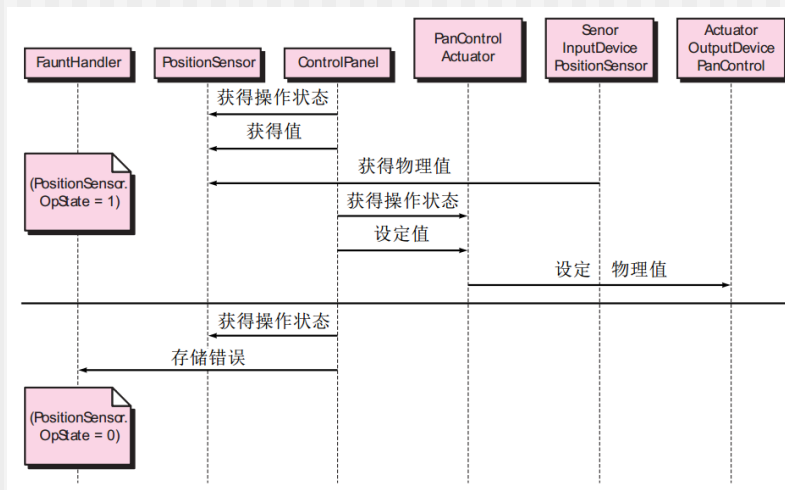 FauntHandler
PositionSensor
ControlPanel
PanControl
Actuator
Senor
InputDevice
PositionSensor
Actuator
OutputDevice
PanControl
获得操作状态
获得值
(PositionSensor.
OpState = 1)
获得物理值
获得操作状态
设定值
设定 物理值
获得操作状态
存储错误
(PositionSensor.
OpState = 0)